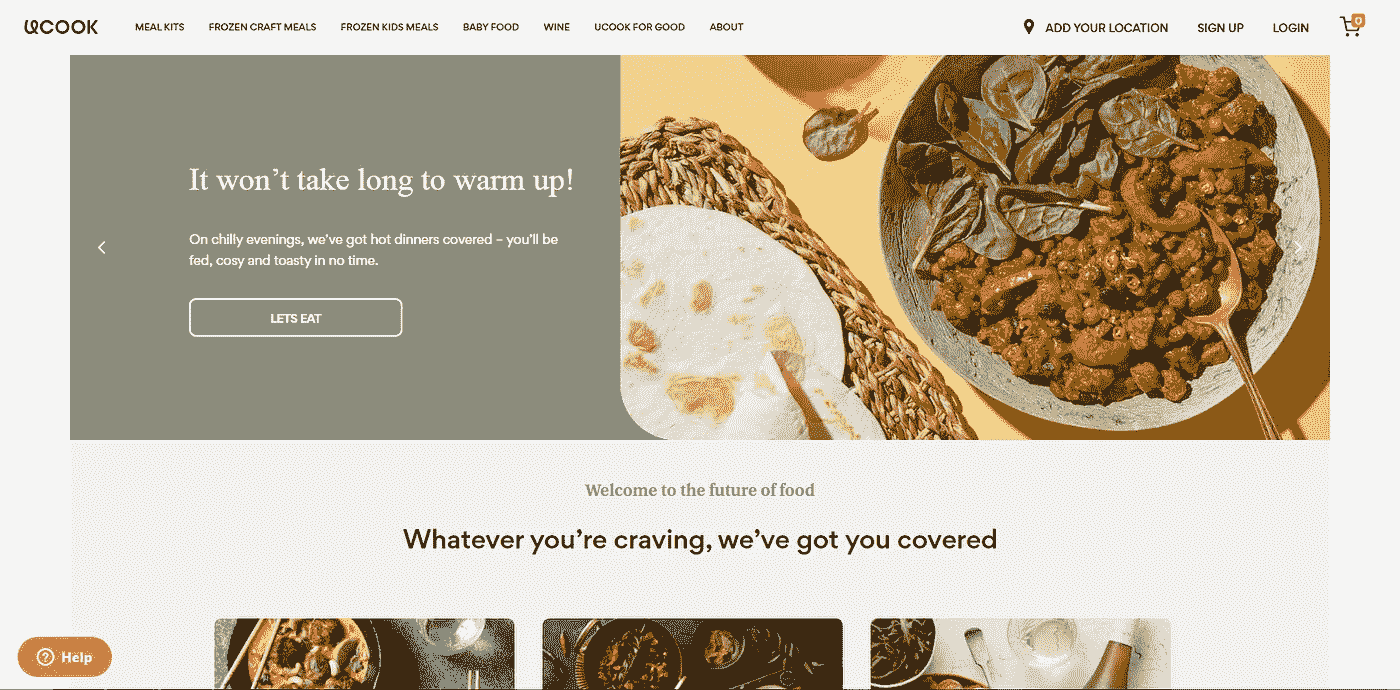 UCOOK
MEAL KITS
FROZEN CRAFT MEALS
FROZEN KIDS MEALS
BABY FOOD
WINE
UCOOK FOR GOOD
ABOUT
ADD YOUR LOCATION
SIGN UP
LOGIN
0
It won’t take long to warm up!
On chilly evenings, we’ve got hot dinners covered – you’ll be
fed, cosy and toasty in no time.
LETS EAT
Welcome to the future of food
Whatever you’re craving, we’ve got you covered
? Help